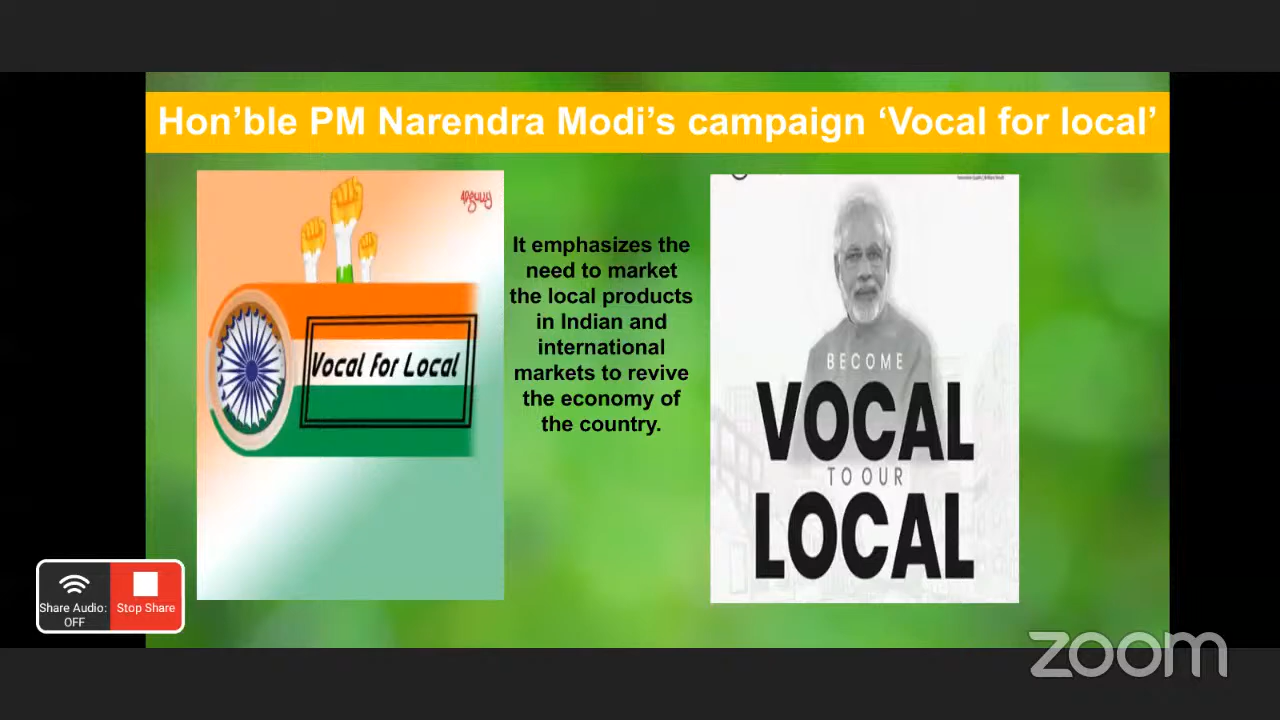 Hon’ble PM Narendra Modi’s campaign ‘Vocal for local’
Vocal for Local
It emphasizes the
need to market
the local products
in Indian and
international
markets to revive
the economy of
the country.
BECOME
VOCAL
TO OUR
LOCAL
Share Audio:
OFF
Stop Share
zoom